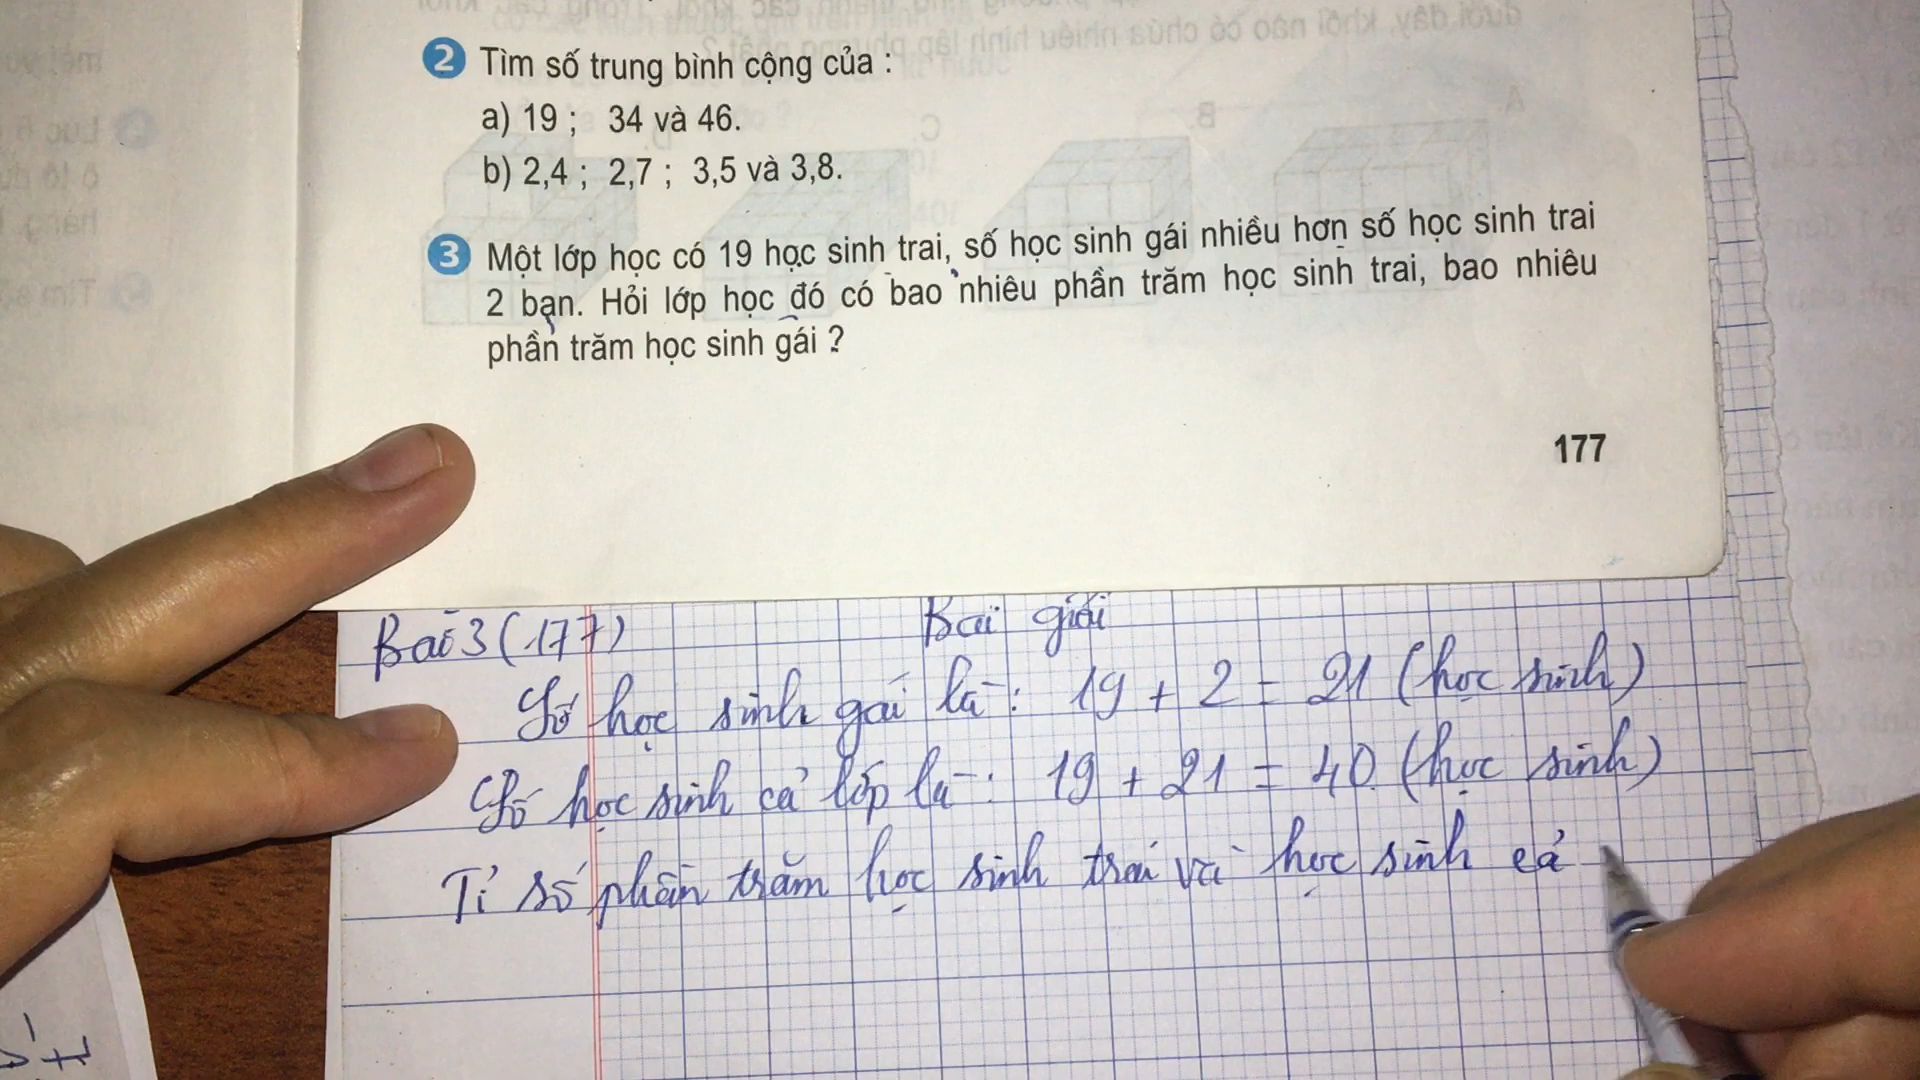 2 Tìm số trung bình cộng của :
a) 19 ; 34 và 46.
b) 2,4 ; 2,7 ; 3,5 và 3,8.
3 Một lớp học có 19 học sinh trai, số học sinh gái nhiều hơn số học sinh trai
2 bạn. Hỏi lớp học đó có bao nhiêu phần trăm học sinh trai, bao nhiêu
phần trăm học sinh gái ?
177
Bài 3 (177) Bài giải
Số học sinh gái là : 19 + 2 = 21 (học sinh)
Số học sinh cả lớp là : 19 + 21 = 40 (học sinh)
Tỉ số phần trăm học sinh trai và học sinh cả